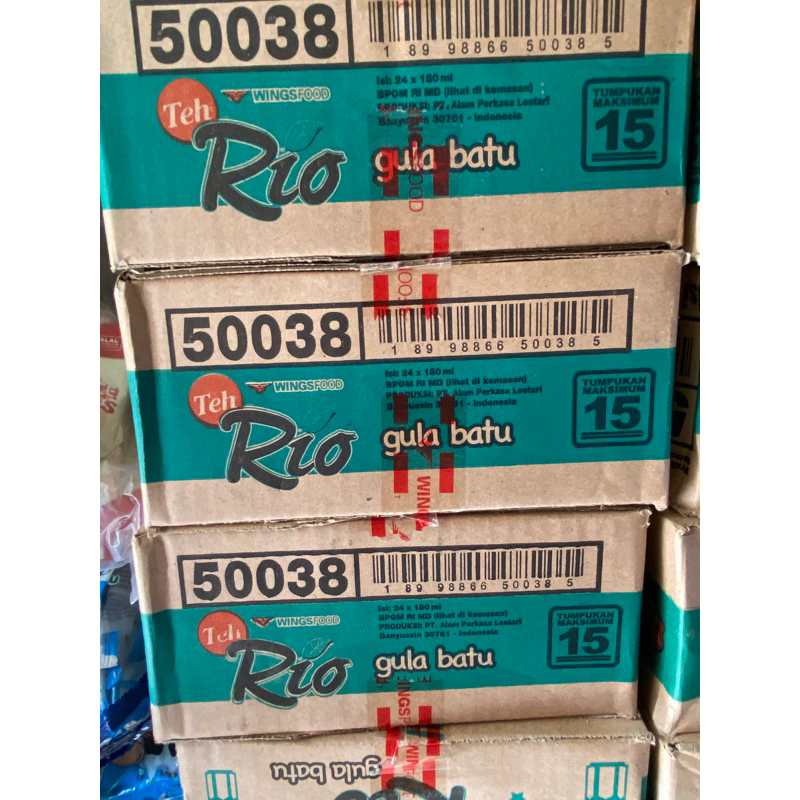 50038
1 89 98866 50038 5
Isi: 24 x 180 ml
BPOM RI MD (lihat di kemasan)
PRODUKSI: PT. Alam Perkasa Lestari
Banyuasin 30761 - Indonesia
Teh
WINGSFOOD
Rio
gula batu
TUMPUKAN
MAKSIMUM
15
50038
1 89 98866 50038 5
Isi: 24 x 180 ml
BPOM RI MD (lihat di kemasan)
PRODUKSI: PT. Alam Perkasa Lestari
Banyuasin - Indonesia
Teh
WINGSFOOD
Rio
gula batu
TUMPUKAN
MAKSIMUM
15
50038
1 89 98866 50038 5
Isi: 24 x 180 ml
BPOM RI MD (lihat di kemasan)
PRODUKSI: PT. Alam Perkasa Lestari
Banyuasin 30761 - Indonesia
Teh
WINGSFOOD
Rio
gula batu
TUMPUKAN
MAKSIMUM
15
gula batu